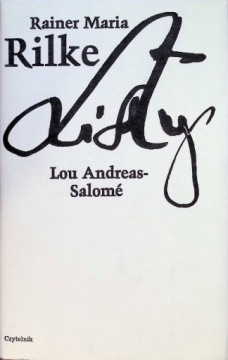 Rainer Maria
Rilke
Listy
Lou Andreas-
Salomé
Czytelnik